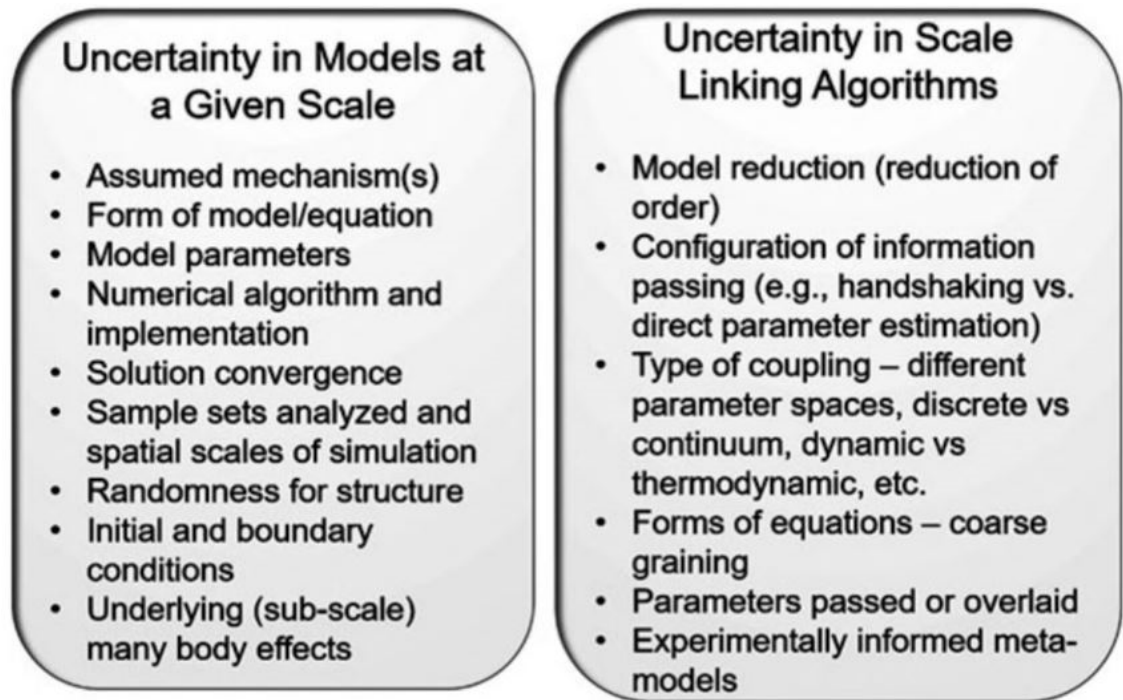 Uncertainty in Models at
a Given Scale
• Assumed mechanism(s)
• Form of model/equation
• Model parameters
• Numerical algorithm and
implementation
• Solution convergence
• Sample sets analyzed and
spatial scales of simulation
• Randomness for structure
• Initial and boundary
conditions
• Underlying (sub-scale)
many body effects
Uncertainty in Scale
Linking Algorithms
• Model reduction (reduction of
order)
• Configuration of information
passing (e.g., handshaking vs.
direct parameter estimation)
• Type of coupling – different
parameter spaces, discrete vs
continuum, dynamic vs
thermodynamic, etc.
• Forms of equations – coarse
graining
• Parameters passed or overlaid
• Experimentally informed meta-
models